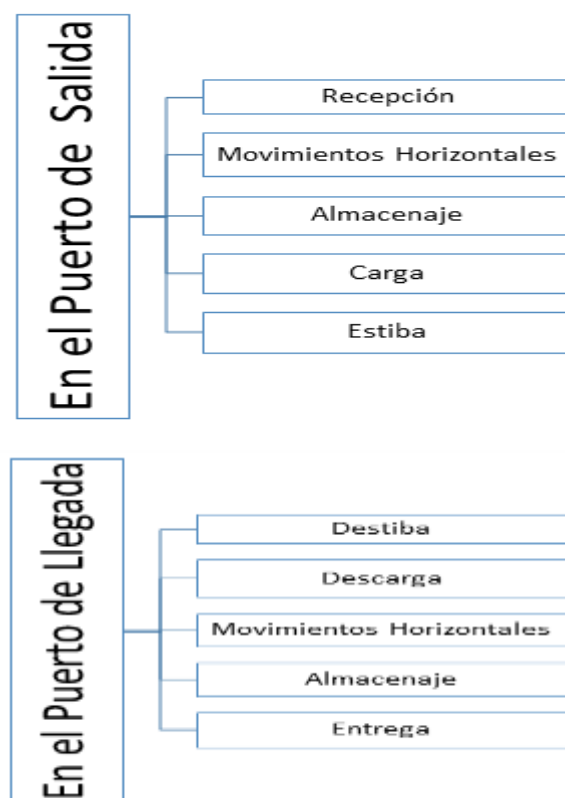 En el Puerto de Salida
Recepción
Movimientos Horizontales
Almacenaje
Carga
Estiba
En el Puerto de Llegada
Destiba
Descarga
Movimientos Horizontales
Almacenaje
Entrega